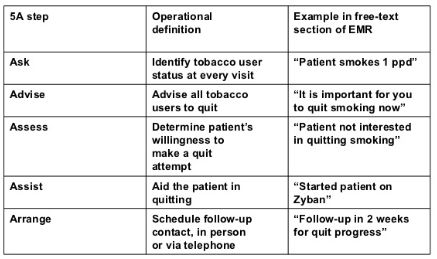 5A step
Operational
definition
Example in free-text
section of EMR
Ask
Identify tobacco user
status at every visit
“Patient smokes 1 ppd”
Advise
Advise all tobacco
users to quit
“It is important for you
to quit smoking now”
Assess
Determine patient’s
willingness to
make a quit
attempt
“Patient not interested
in quitting smoking”
Assist
Aid the patient in
quitting
“Started patient on
Zyban”
Arrange
Schedule follow-up
contact, in person
or via telephone
“Follow-up in 2 weeks
for quit progress”